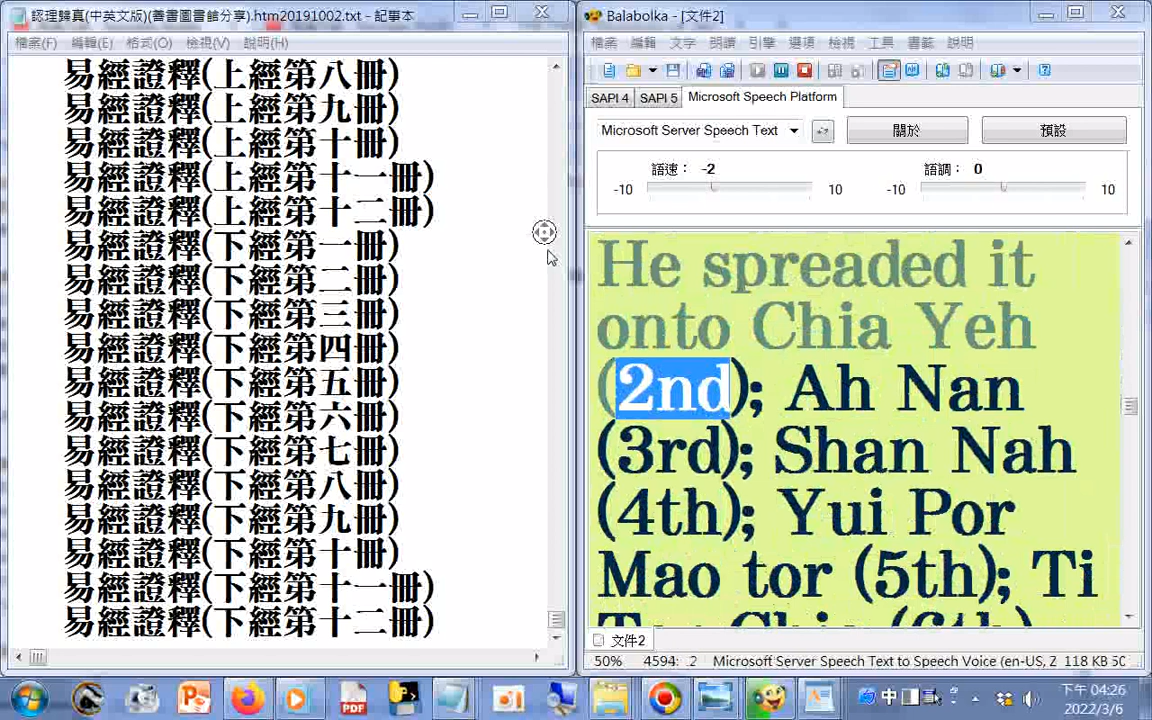 認理歸真(中英文版)(善書圖書館分享).htm20191002.txt - 記事本
檔案(F) 編輯(E) 格式(O) 檢視(V) 說明(H)
易經證釋(上經第八冊)
易經證釋(上經第九冊)
易經證釋(上經第十冊)
易經證釋(上經第十一冊)
易經證釋(上經第十二冊)
易經證釋(下經第一冊)
易經證釋(下經第二冊)
易經證釋(下經第三冊)
易經證釋(下經第四冊)
易經證釋(下經第五冊)
易經證釋(下經第六冊)
易經證釋(下經第七冊)
易經證釋(下經第八冊)
易經證釋(下經第九冊)
易經證釋(下經第十冊)
易經證釋(下經第十一冊)
易經證釋(下經第十二冊)
Balabolka - [文件2]
檔案 編輯 文字 朗讀 引擎 選項 檢視 工具 書籤 說明
SAPI 4 SAPI 5 Microsoft Speech Platform
Microsoft Server Speech Text 關於 預設
語速： -2 語調： 0
-10 10 -10 10
He spreaded it
onto Chia Yeh
(2nd); Ah Nan
(3rd); Shan Nah
(4th); Yui Por
Mao tor (5th); Ti
文件2
50% 4594: 2 Microsoft Server Speech Text to Speech Voice (en-US, Z 118 KB 50
PDF 中 下午 04:26
2022/3/6